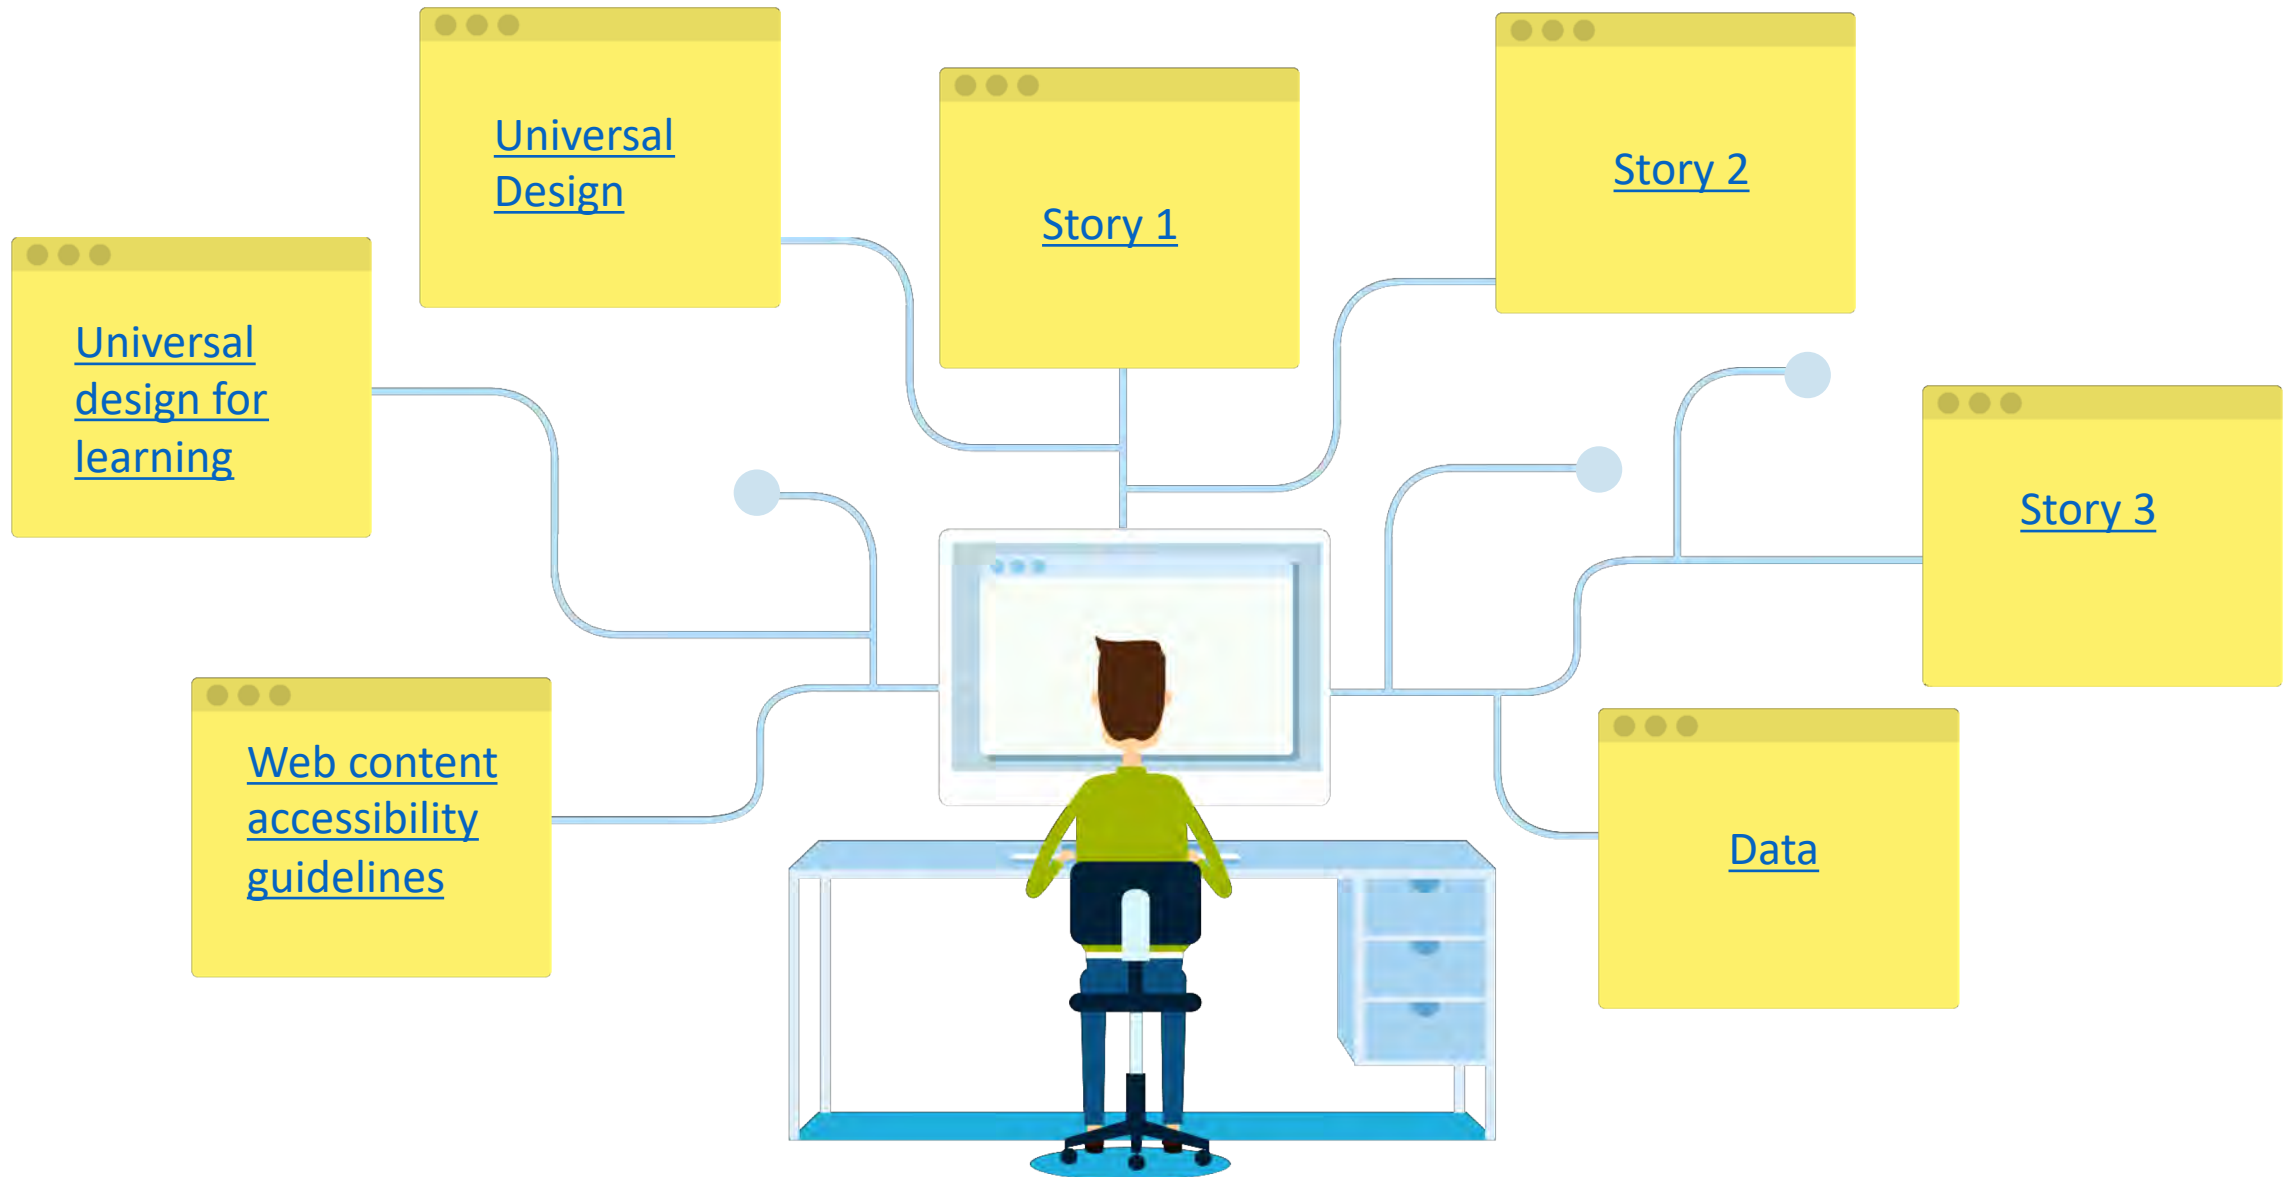 Universal
Design
Story 1
Story 2
Universal
design for
learning
Story 3
Web content
accessibility
guidelines
Data